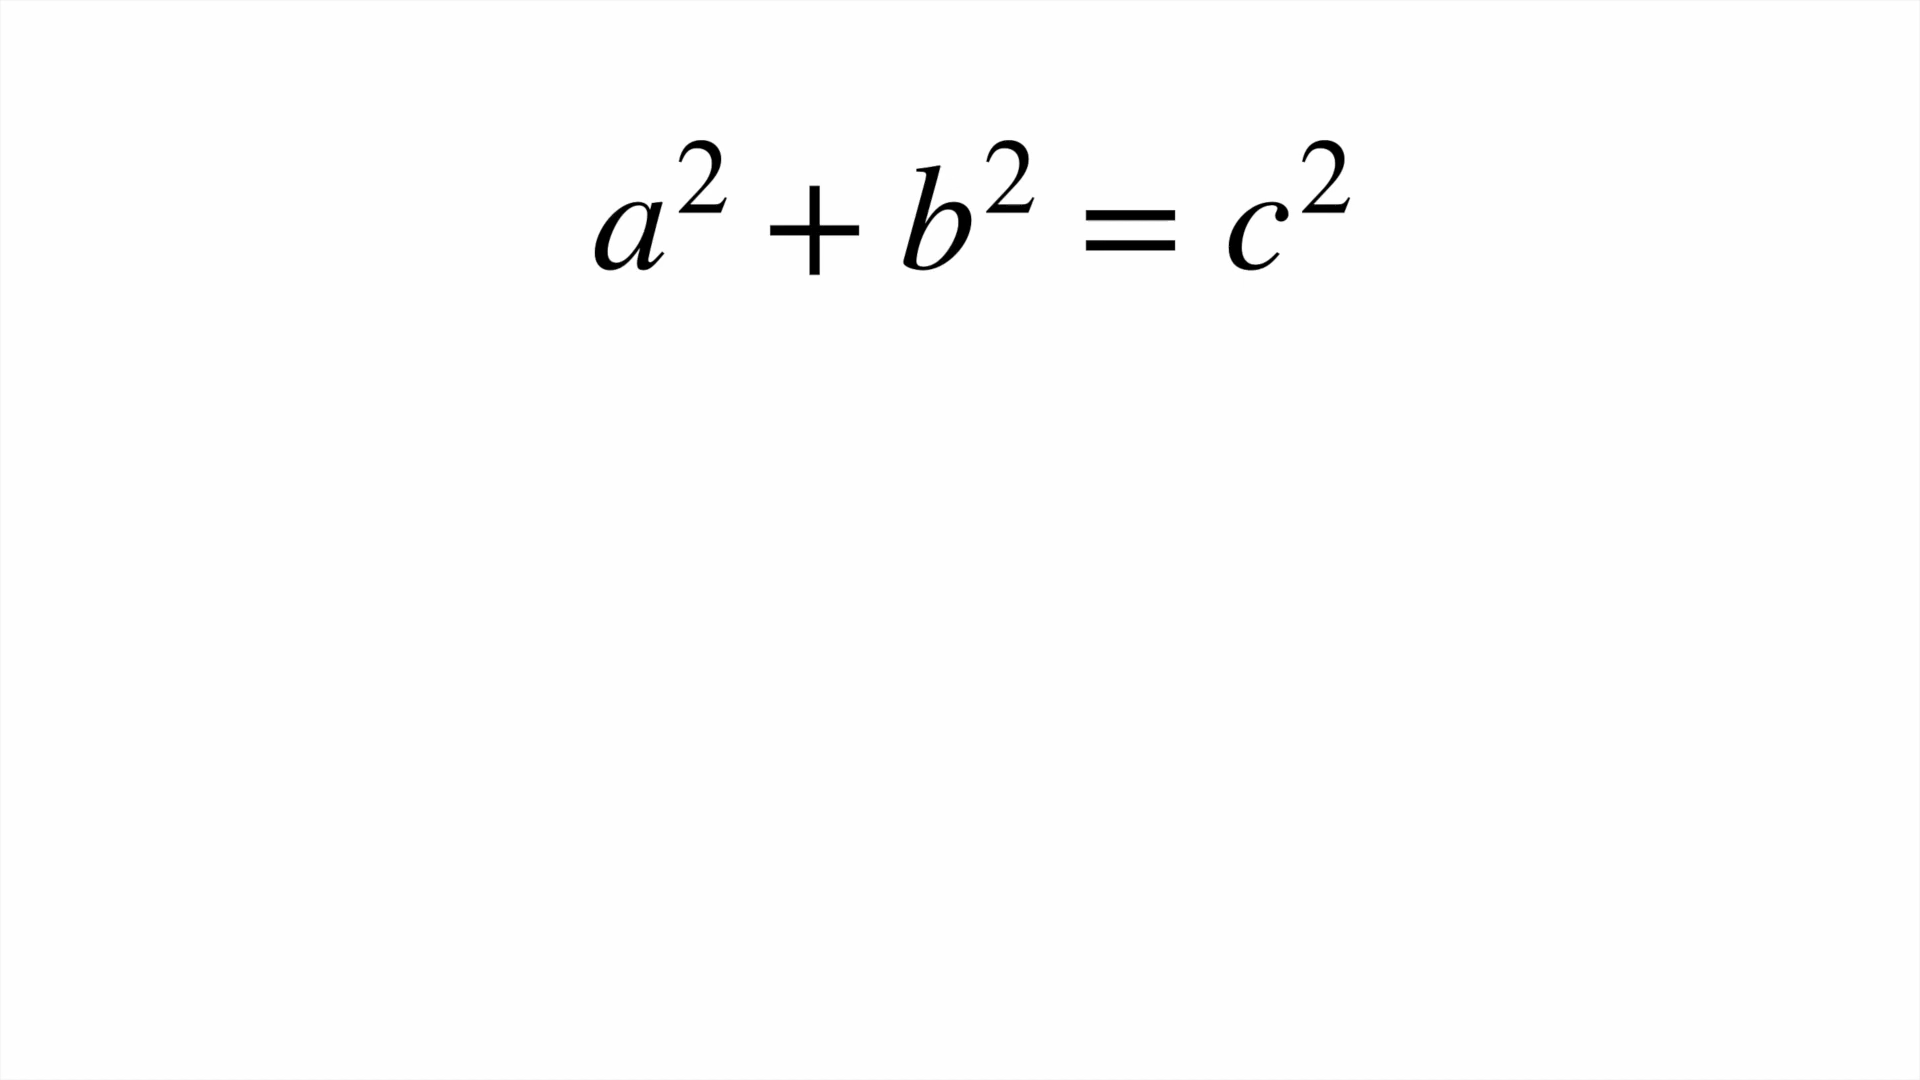 a² + b² = c²